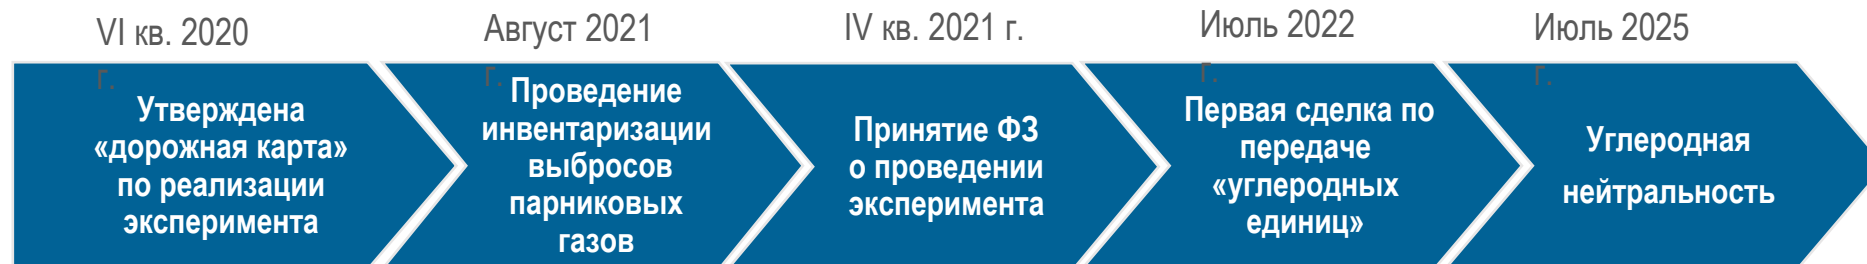 VI кв. 2020
г.
Утверждена
«дорожная карта»
по реализации
эксперимента
Август 2021
г.
Проведение
инвентаризации
выбросов
парниковых
газов
IV кв. 2021 г.
Принятие ФЗ
о проведении
эксперимента
Июль 2022
г.
Первая сделка по
передаче
«углеродных
единиц»
Июль 2025
г.
Углеродная
нейтральность